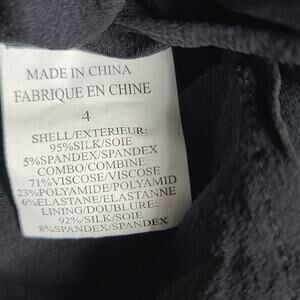 MADE IN CHINA
FABRIQUE EN CHINE
4
SHELL/EXTERIEUR:
95%SILK/SOIE
5%SPANDEX/SPANDEX
COMBO/COMBINE:
71%VISCOSE/VISCOSE
23%POLYAMIDE/POLYAMID
6%ELASTANE/ELASTANNE
LINING/DOUBLURE:
92%/SILK/SOIE
8%SPANDEX/SPANDEX